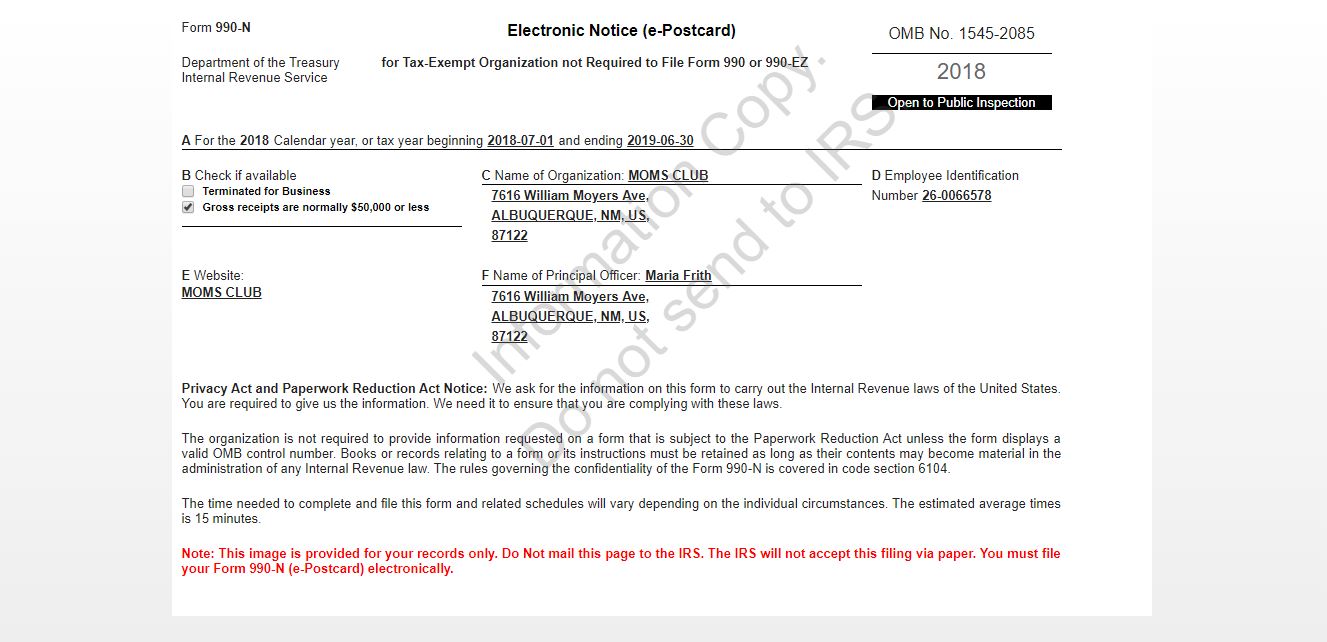 Form 990-N
Electronic Notice (e-Postcard)
OMB No. 1545-2085
Department of the Treasury
Internal Revenue Service
for Tax-Exempt Organization not Required to File Form 990 or 990-EZ
2018
Open to Public Inspection
A For the 2018 Calendar year, or tax year beginning 2018-07-01 and ending 2019-06-30
B Check if available
Terminated for Business
Gross receipts are normally $50,000 or less
C Name of Organization: MOMS CLUB
7616 William Moyers Ave,
ALBUQUERQUE, NM, US,
87122
D Employee Identification
Number 26-0066578
E Website:
MOMS CLUB
F Name of Principal Officer: Maria Frith
7616 William Moyers Ave,
ALBUQUERQUE, NM, US,
87122
Information Copy.
Do not send to IRS
Privacy Act and Paperwork Reduction Act Notice: We ask for the information on this form to carry out the Internal Revenue laws of the United States.
You are required to give us the information. We need it to ensure that you are complying with these laws.
The organization is not required to provide information requested on a form that is subject to the Paperwork Reduction Act unless the form displays a
valid OMB control number. Books or records relating to a form or its instructions must be retained as long as their contents may become material in the
administration of any Internal Revenue law. The rules governing the confidentiality of the Form 990-N is covered in code section 6104.
The time needed to complete and file this form and related schedules will vary depending on the individual circumstances. The estimated average times
is 15 minutes.
Note: This image is provided for your records only. Do Not mail this page to the IRS. The IRS will not accept this filing via paper. You must file
your Form 990-N (e-Postcard) electronically.